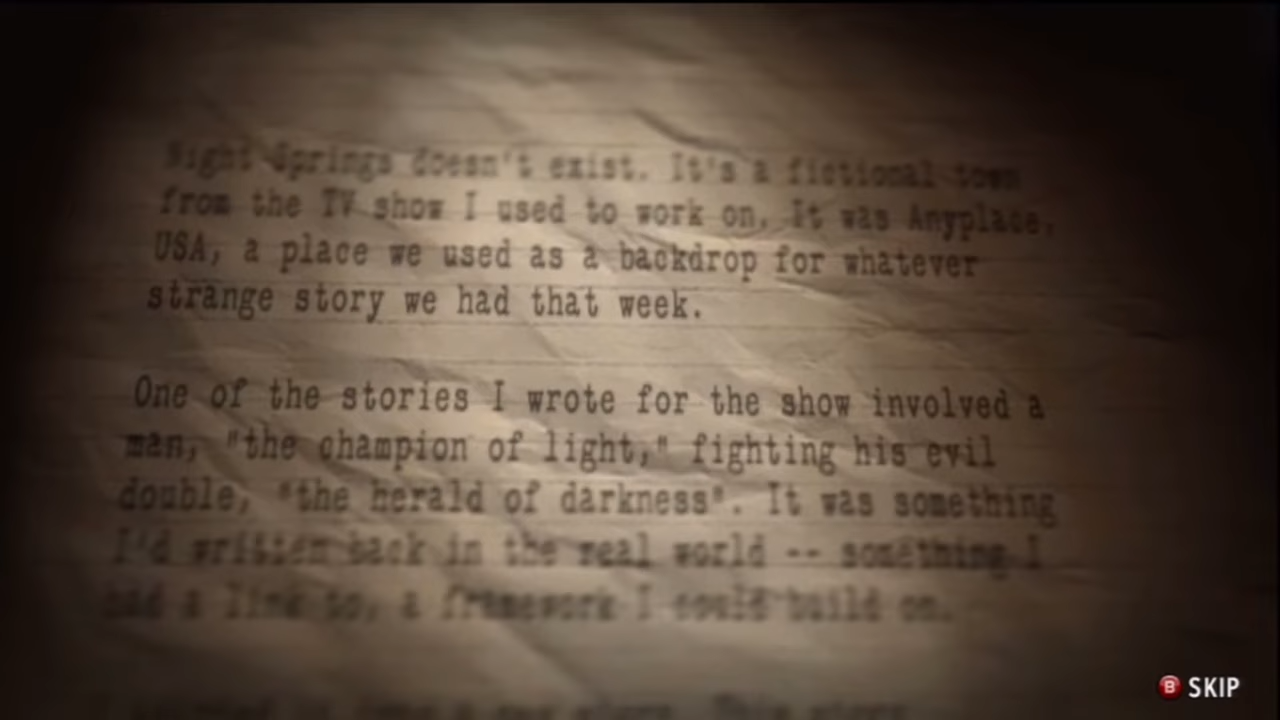 Night Springs doesn't exist. It's a fictional town
from the TV show I used to work on. It was Anyplace,
USA, a place we used as a backdrop for whatever
strange story we had that week.
One of the stories I wrote for the show involved a
man, "the champion of light," fighting his evil
double, "the herald of darkness". It was something
I'd written back in the real world -- something I
had a link to, a framework I could build on.
story. This story
B SKIP